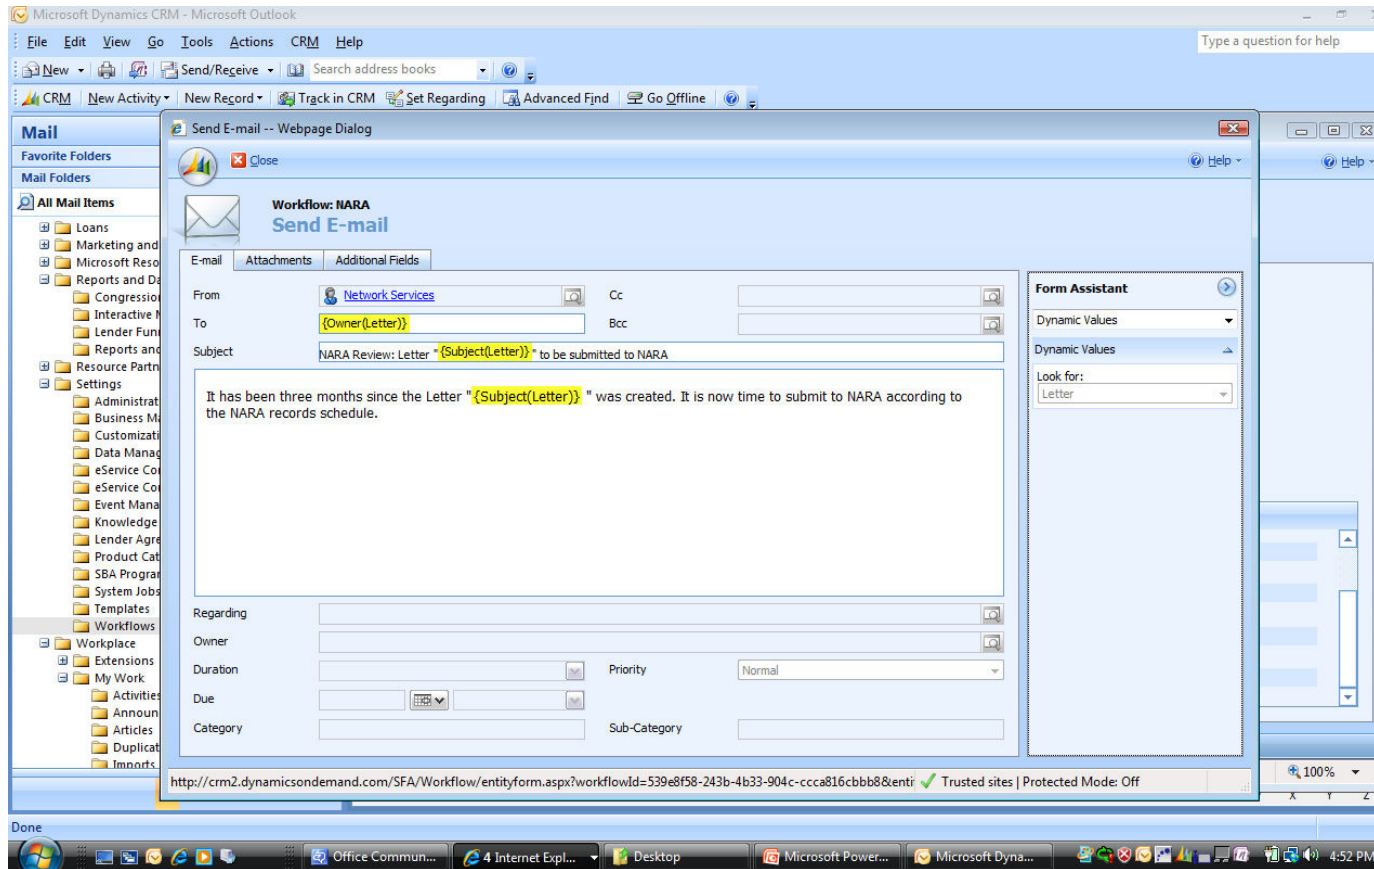 Microsoft Dynamics CRM - Microsoft Outlook
File Edit View Go Tools Actions CRM Help
Type a question for help
New Send/Receive Search address books
CRM New Activity New Record Track in CRM Set Regarding Advanced Find Go Offline
Mail
Favorite Folders
Mail Folders
All Mail Items
Loans
Marketing and
Microsoft Reso
Reports and Da
Congression
Interactive
Lender Fun
Reports and
Resource Partn
Settings
Administrat
Business Ma
Customizati
Data Manag
eService Co
eService Co
Event Mana
Knowledge
Lender Agre
Product Cat
SBA Program
System Jobs
Templates
Workflows
Workplace
Extensions
My Work
Activities
Announ
Articles
Duplicat
Imports
Send E-mail -- Webpage Dialog
Close
Help
Help
Workflow: NARA
Send E-mail
E-mail Attachments Additional Fields
From Network Services Cc
To {Owner(Letter)} Bcc
Subject NARA Review: Letter "{Subject(Letter)}" to be submitted to NARA
It has been three months since the Letter "{Subject(Letter)} " was created. It is now time to submit to NARA according to
the NARA records schedule.
Regarding
Owner
Duration Priority Normal
Due
Category Sub-Category
Form Assistant
Dynamic Values
Dynamic Values
Look for:
Letter
http://crm2.dynamicsondemand.com/SFA/Workflow/entityform.aspx?workflowId=539e8f58-243b-4b33-904c-ccca816cbbb8&enti Trusted sites | Protected Mode: Off
100%
X Y Z
Done
Office Commun... 4 Internet Expl... Desktop Microsoft Power... Microsoft Dyna... 4:52 PM